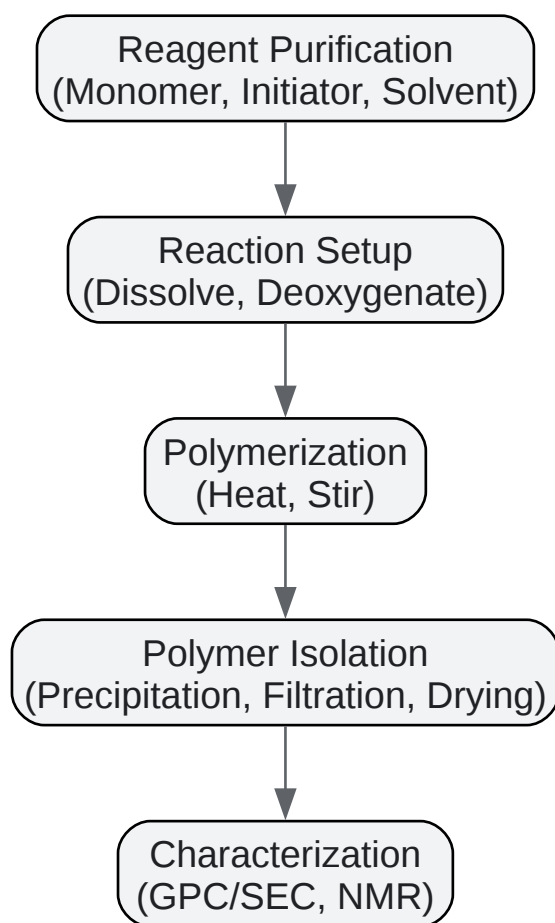 Reagent Purification
(Monomer, Initiator, Solvent)
Reaction Setup
(Dissolve, Deoxygenate)
Polymerization
(Heat, Stir)
Polymer Isolation
(Precipitation, Filtration, Drying)
Characterization
(GPC/SEC, NMR)